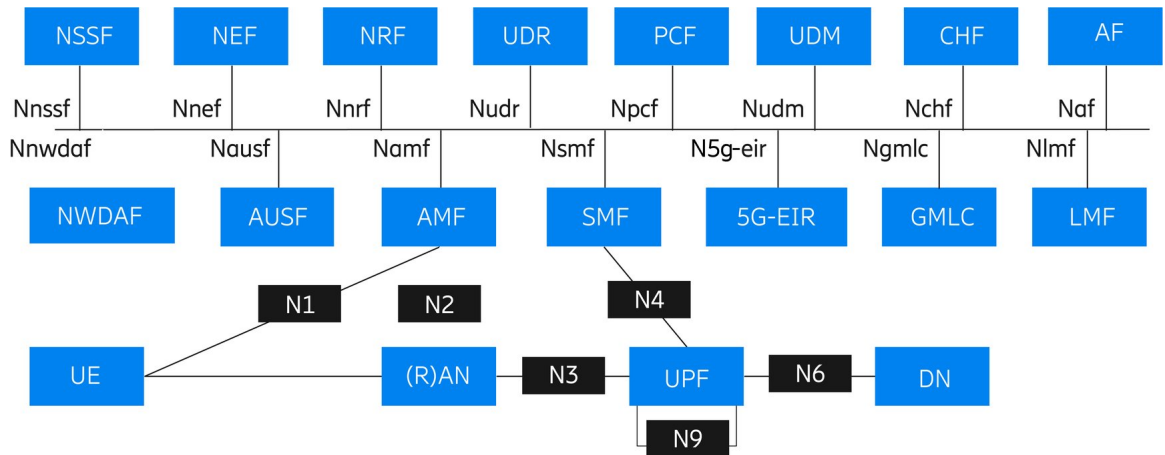 NSSF NEF NRF UDR PCF UDM CHF AF
Nnssf Nnef Nnrf Nudr Npcf Nudm Nchf Naf
Nnwdaf Nausf Namf Nsmf N5g-eir Ngmlc Nlmf
NWDAF AUSF AMF SMF 5G-EIR GMLC LMF
N1 N2 N4
UE (R)AN N3 UPF N6 DN
N9